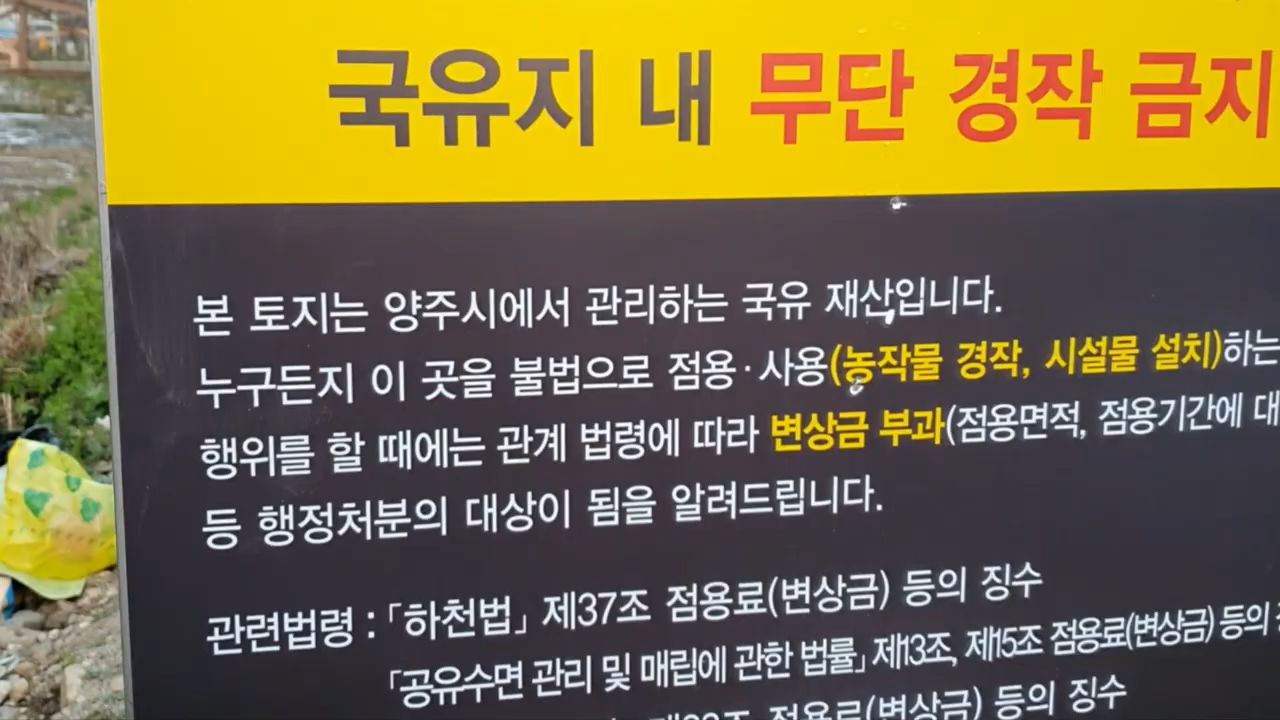 국유지 내 무단 경작 금지
본 토지는 양주시에서 관리하는 국유 재산입니다.
누구든지 이 곳을 불법으로 점용·사용(농작물 경작, 시설물 설치)하는
행위를 할 때에는 관계 법령에 따라 변상금 부과(점용면적, 점용기간에 대
등 행정처분의 대상이 됨을 알려드립니다.
관련법령 : 「하천법」 제37조 점용료(변상금) 등의 징수
「공유수면 관리 및 매립에 관한 법률」 제13조, 제15조 점용료(변상금) 등의
점용료(변상금) 등의 징수